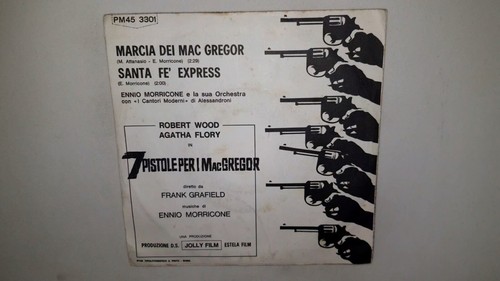 PM45 3301
MARCIA DEI MAC GREGOR
(M. Attanasio - E. Morricone) (2:29)
SANTA FE' EXPRESS
(E. Morricone) (2:00)
ENNIO MORRICONE e la sua Orchestra
con «I Cantori Moderni» di Alessandroni
ROBERT WOOD
AGATHA FLORY
in
7 PISTOLE PER I MacGREGOR
diretto da
FRANK GRAFIELD
musiche di
ENNIO MORRICONE
una PRODUZIONE
PRODUZIONE D.S. JOLLY FILM ESTELA FILM